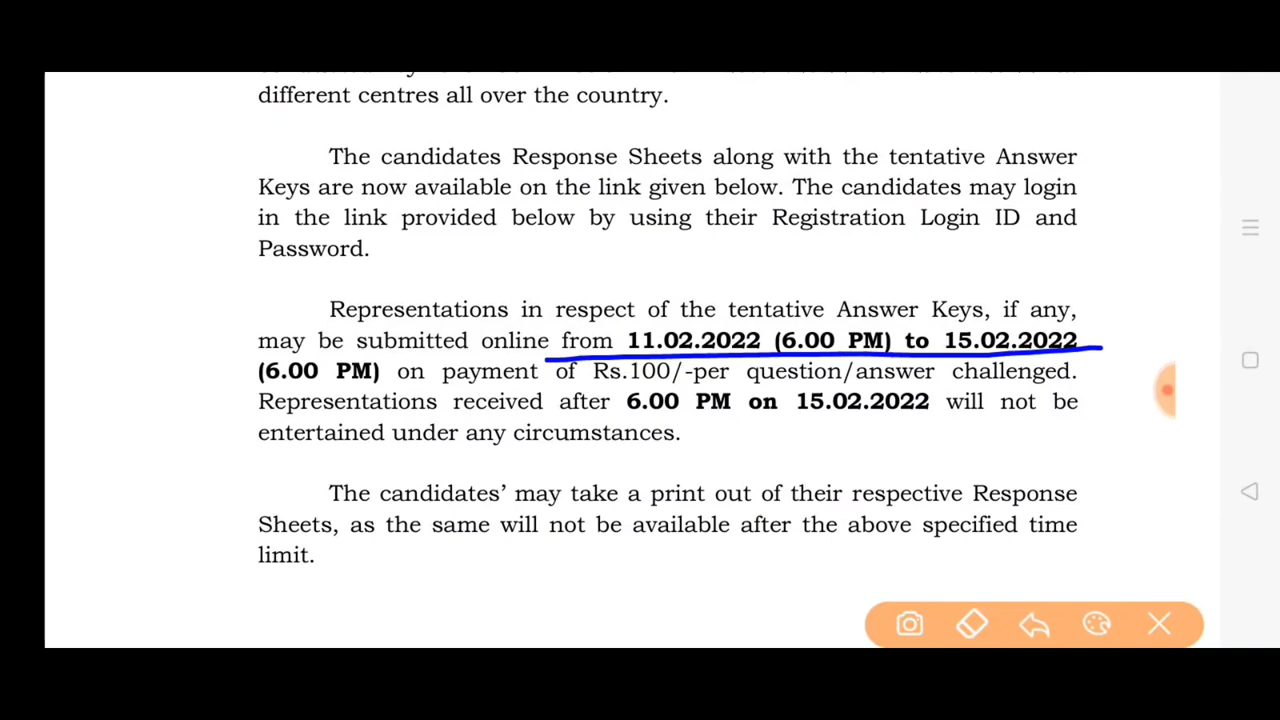 different centres all over the country.
The candidates Response Sheets along with the tentative Answer
Keys are now available on the link given below. The candidates may login
in the link provided below by using their Registration Login ID and
Password.
Representations in respect of the tentative Answer Keys, if any,
may be submitted online from 11.02.2022 (6.00 PM) to 15.02.2022
(6.00 PM) on payment of Rs.100/-per question/answer challenged.
Representations received after 6.00 PM on 15.02.2022 will not be
entertained under any circumstances.
The candidates’ may take a print out of their respective Response
Sheets, as the same will not be available after the above specified time
limit.